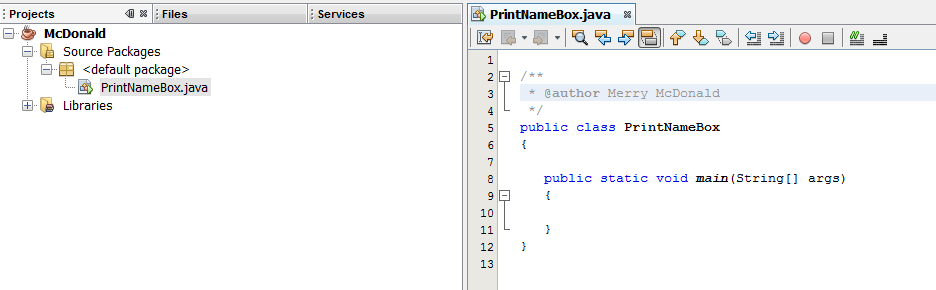 Projects
Files
Services
McDonald
Source Packages
<default package>
PrintNameBox.java
Libraries
PrintNameBox.java
1
2 /**
3  * @author Merry McDonald
4  */
5 public class PrintNameBox
6 {
7
8    public static void main(String[] args)
9    {
10
11    }
12 }
13